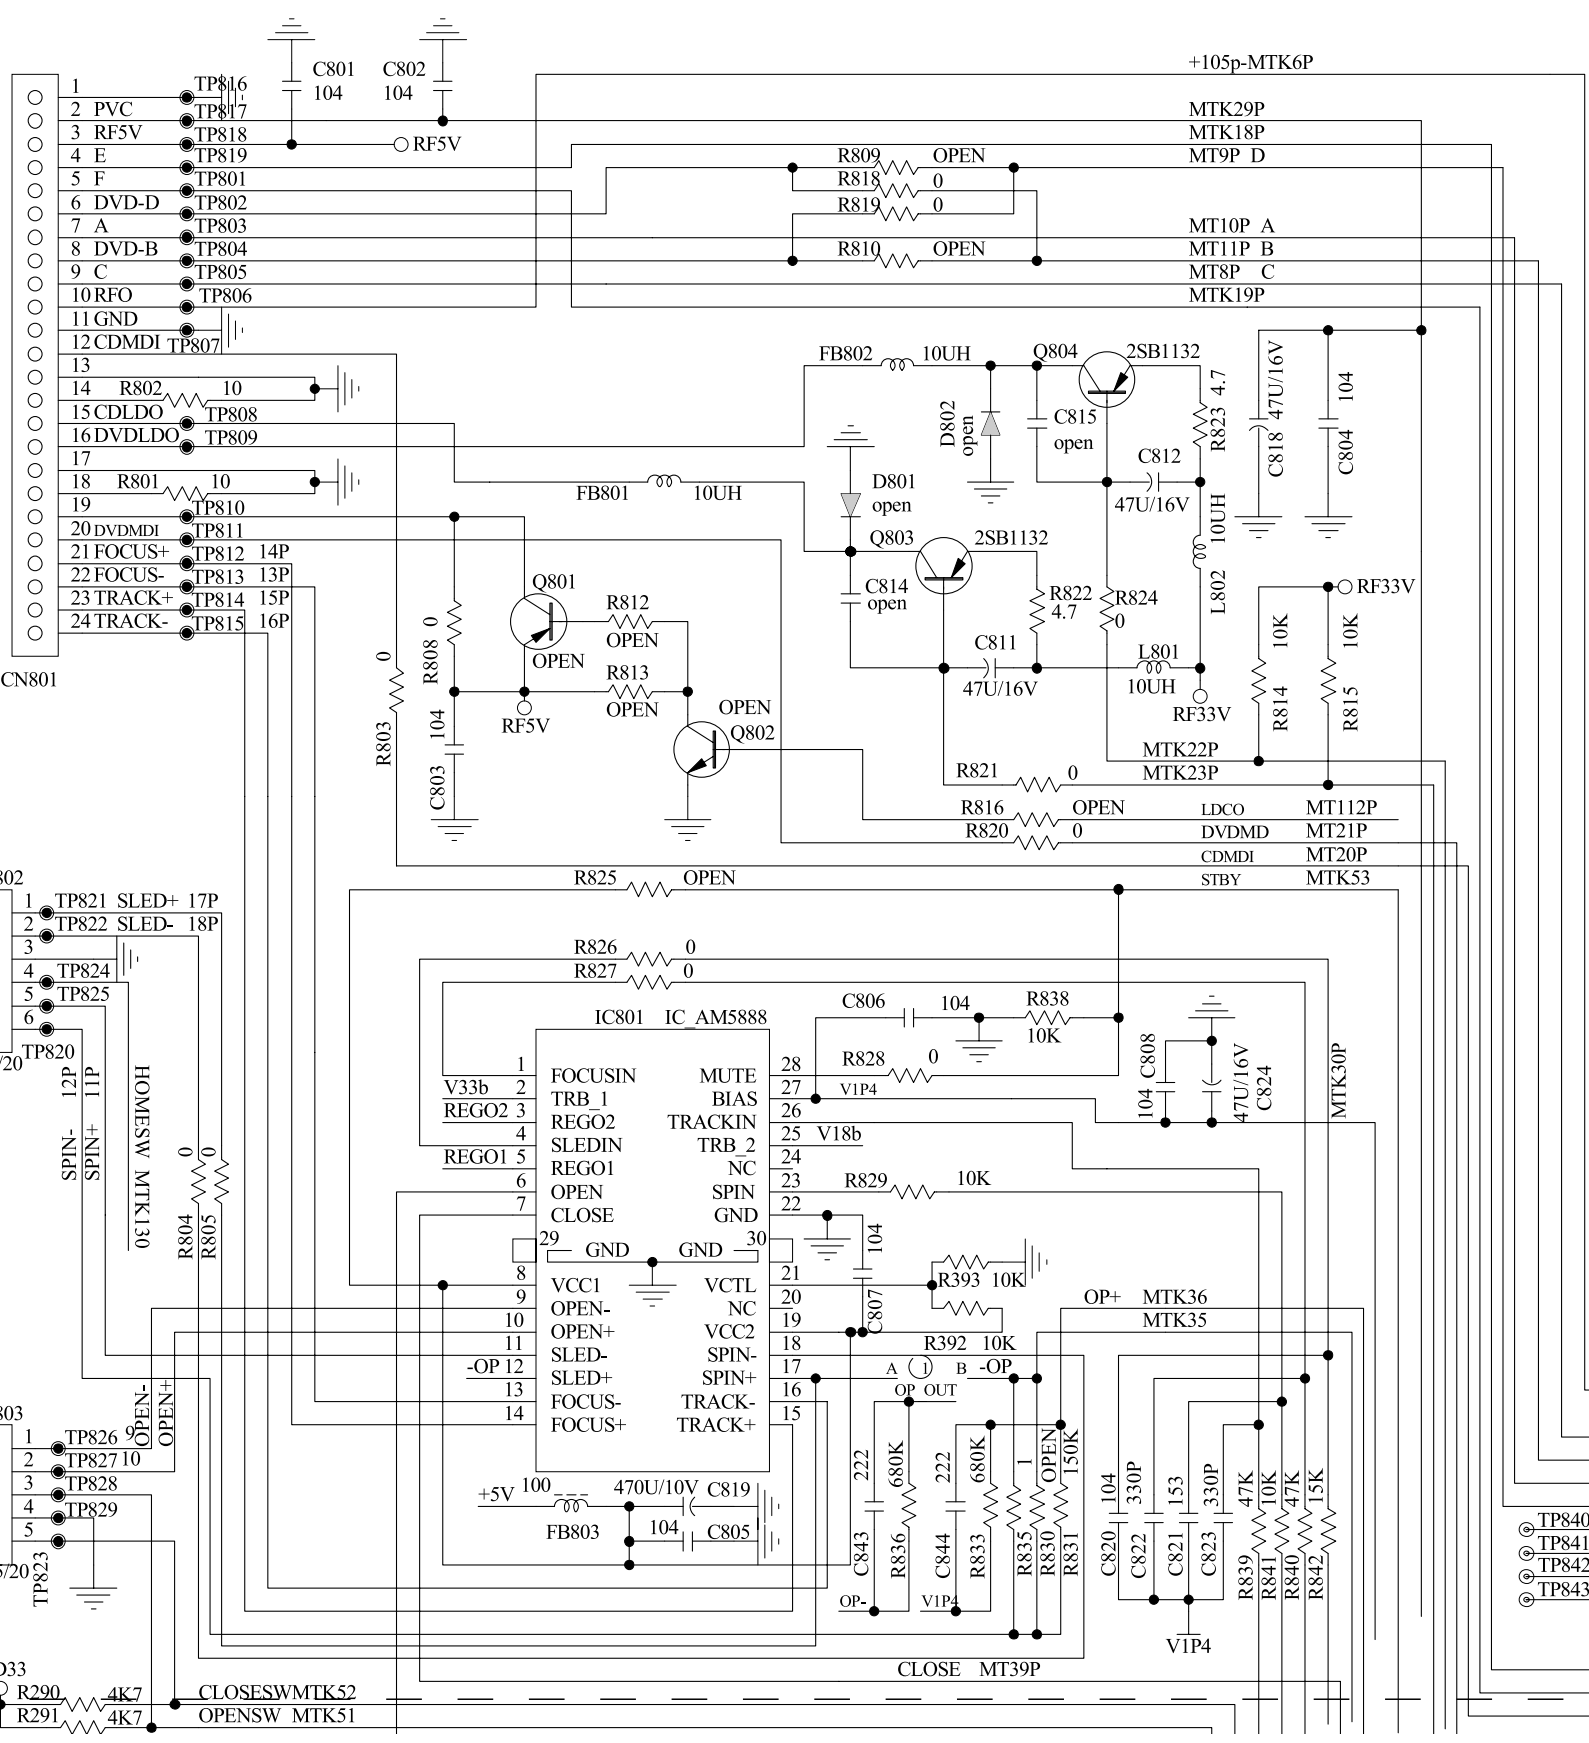 C801 C802
104 104
+105p-MTK6P
1 TP816
2 PVC TP817 MTK29P
3 RF5V TP818 RF5V MTK18P
4 E TP819 R809 OPEN MT9P D
5 F TP801 R818 0
6 DVD-D TP802 R819 0
7 A TP803 MT10P A
8 DVD-B TP804 R810 OPEN MT11P B
9 C TP805 MT8P C
10 RFO TP806 MTK19P
11 GND
12 CDMDI TP807
13
14 R802 10
15 CDLDO TP808
16 DVDLDO TP809
17
18 R801 10
19 TP810
20 DVDMDI TP811
21 FOCUS+ TP812 14P
22 FOCUS- TP813 13P
23 TRACK+ TP814 15P
24 TRACK- TP815 16P
CN801
FB802 10UH Q804 2SB1132
D802 open
C815 open
R823 4.7
C818 47U/16V
C804 104
C812
47U/16V
FB801 10UH
D801 open
Q803 2SB1132
C814 open
R822 4.7
R824 0
L802 10UH
C811
47U/16V
L801
10UH
RF33V
RF33V
R814 10K
R815 10K
Q801
OPEN
R812
OPEN
R813
OPEN
R808 0
RF5V
OPEN
Q802
R803 0
C803 104
MTK22P
R821 0 MTK23P
R816 OPEN LDCO MT112P
R820 0 DVDMD MT21P
CDMDI MT20P
R825 OPEN STBY MTK53
802
1 TP821 SLED+ 17P
2 TP822 SLED- 18P
3
4 TP824
5 TP825
6
TP820
/20
SPIN- 12P
SPIN+ 11P
HOMESW MTK130
R804 0
R805 0
R826 0
R827 0
C806 104 R838
10K
R828 0
C808 104
47U/16V C824
MTK30P
IC801 IC_AM5888
1 FOCUSIN MUTE 28
V33b 2 TRB_1 BIAS 27 V1P4
REGO2 3 REGO2 TRACKIN 26
4 SLEDIN TRB_2 25 V18b
REGO1 5 REGO1 NC 24
6 OPEN SPIN 23 R829 10K
7 CLOSE GND 22
29 GND GND 30
8 VCC1 VCTL 21
9 OPEN- NC 20
10 OPEN+ VCC2 19
11 SLED- SPIN- 18
-OP 12 SLED+ SPIN+ 17
13 FOCUS- TRACK- 16
14 FOCUS+ TRACK+ 15
C807 104
R393 10K
R392 10K
OP+ MTK36
MTK35
A 1 B -OP
OP OUT
803
OPEN- OPEN+
1 TP826 9
2 TP827 10
3 TP828
4 TP829
5
TP823
5/20
+5V 100 470U/10V C819
FB803 104 C805
C843 222
R836 680K
C844 222
R833 680K
R835 1
R830 OPEN
R831 150K
OP- V1P4
C820 104
C822 330P
C821 153
C823 330P
R839 47K
R841 10K
R840 47K
R842 15K
V1P4
TP840
TP841
TP842
TP843
CLOSE MT39P
D33
R290 4K7 CLOSESWMTK52
R291 4K7 OPENSW MTK51